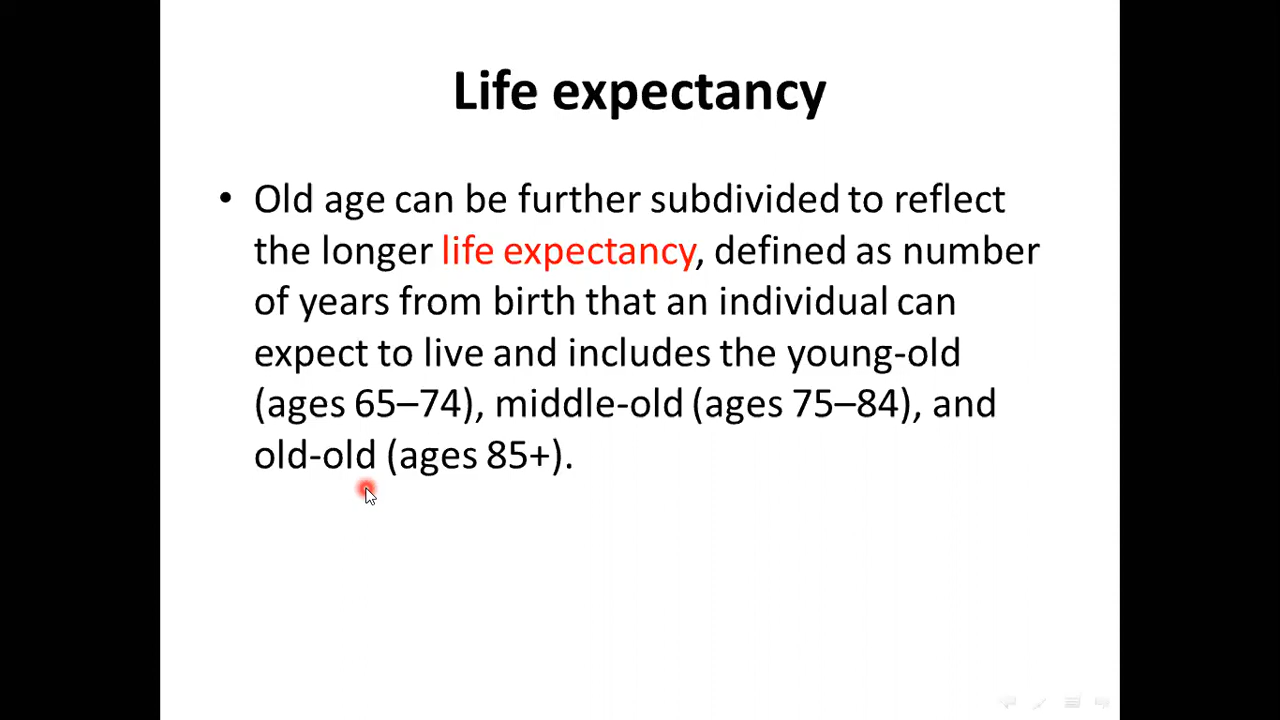 Life expectancy
• Old age can be further subdivided to reflect
the longer life expectancy, defined as number
of years from birth that an individual can
expect to live and includes the young-old
(ages 65–74), middle-old (ages 75–84), and
old-old (ages 85+).